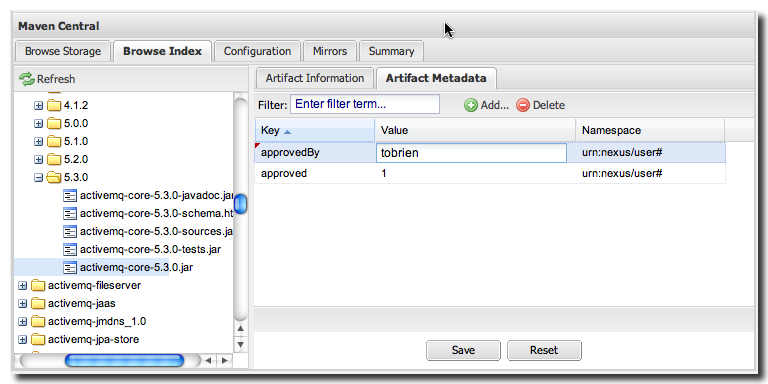 Maven Central
Browse Storage Browse Index Configuration Mirrors Summary
Refresh
4.1.2
5.0.0
5.1.0
5.2.0
5.3.0
activemq-core-5.3.0-javadoc.jar
activemq-core-5.3.0-schema.ht
activemq-core-5.3.0-sources.ja
activemq-core-5.3.0-tests.jar
activemq-core-5.3.0.jar
activemq-fileserver
activemq-jaas
activemq-jmdns_1.0
activemq-jpa-store
Artifact Information Artifact Metadata
Filter: Enter filter term... Add... Delete
Key Value Namespace
approvedBy tobrien urn:nexus/user#
approved 1 urn:nexus/user#
Save Reset